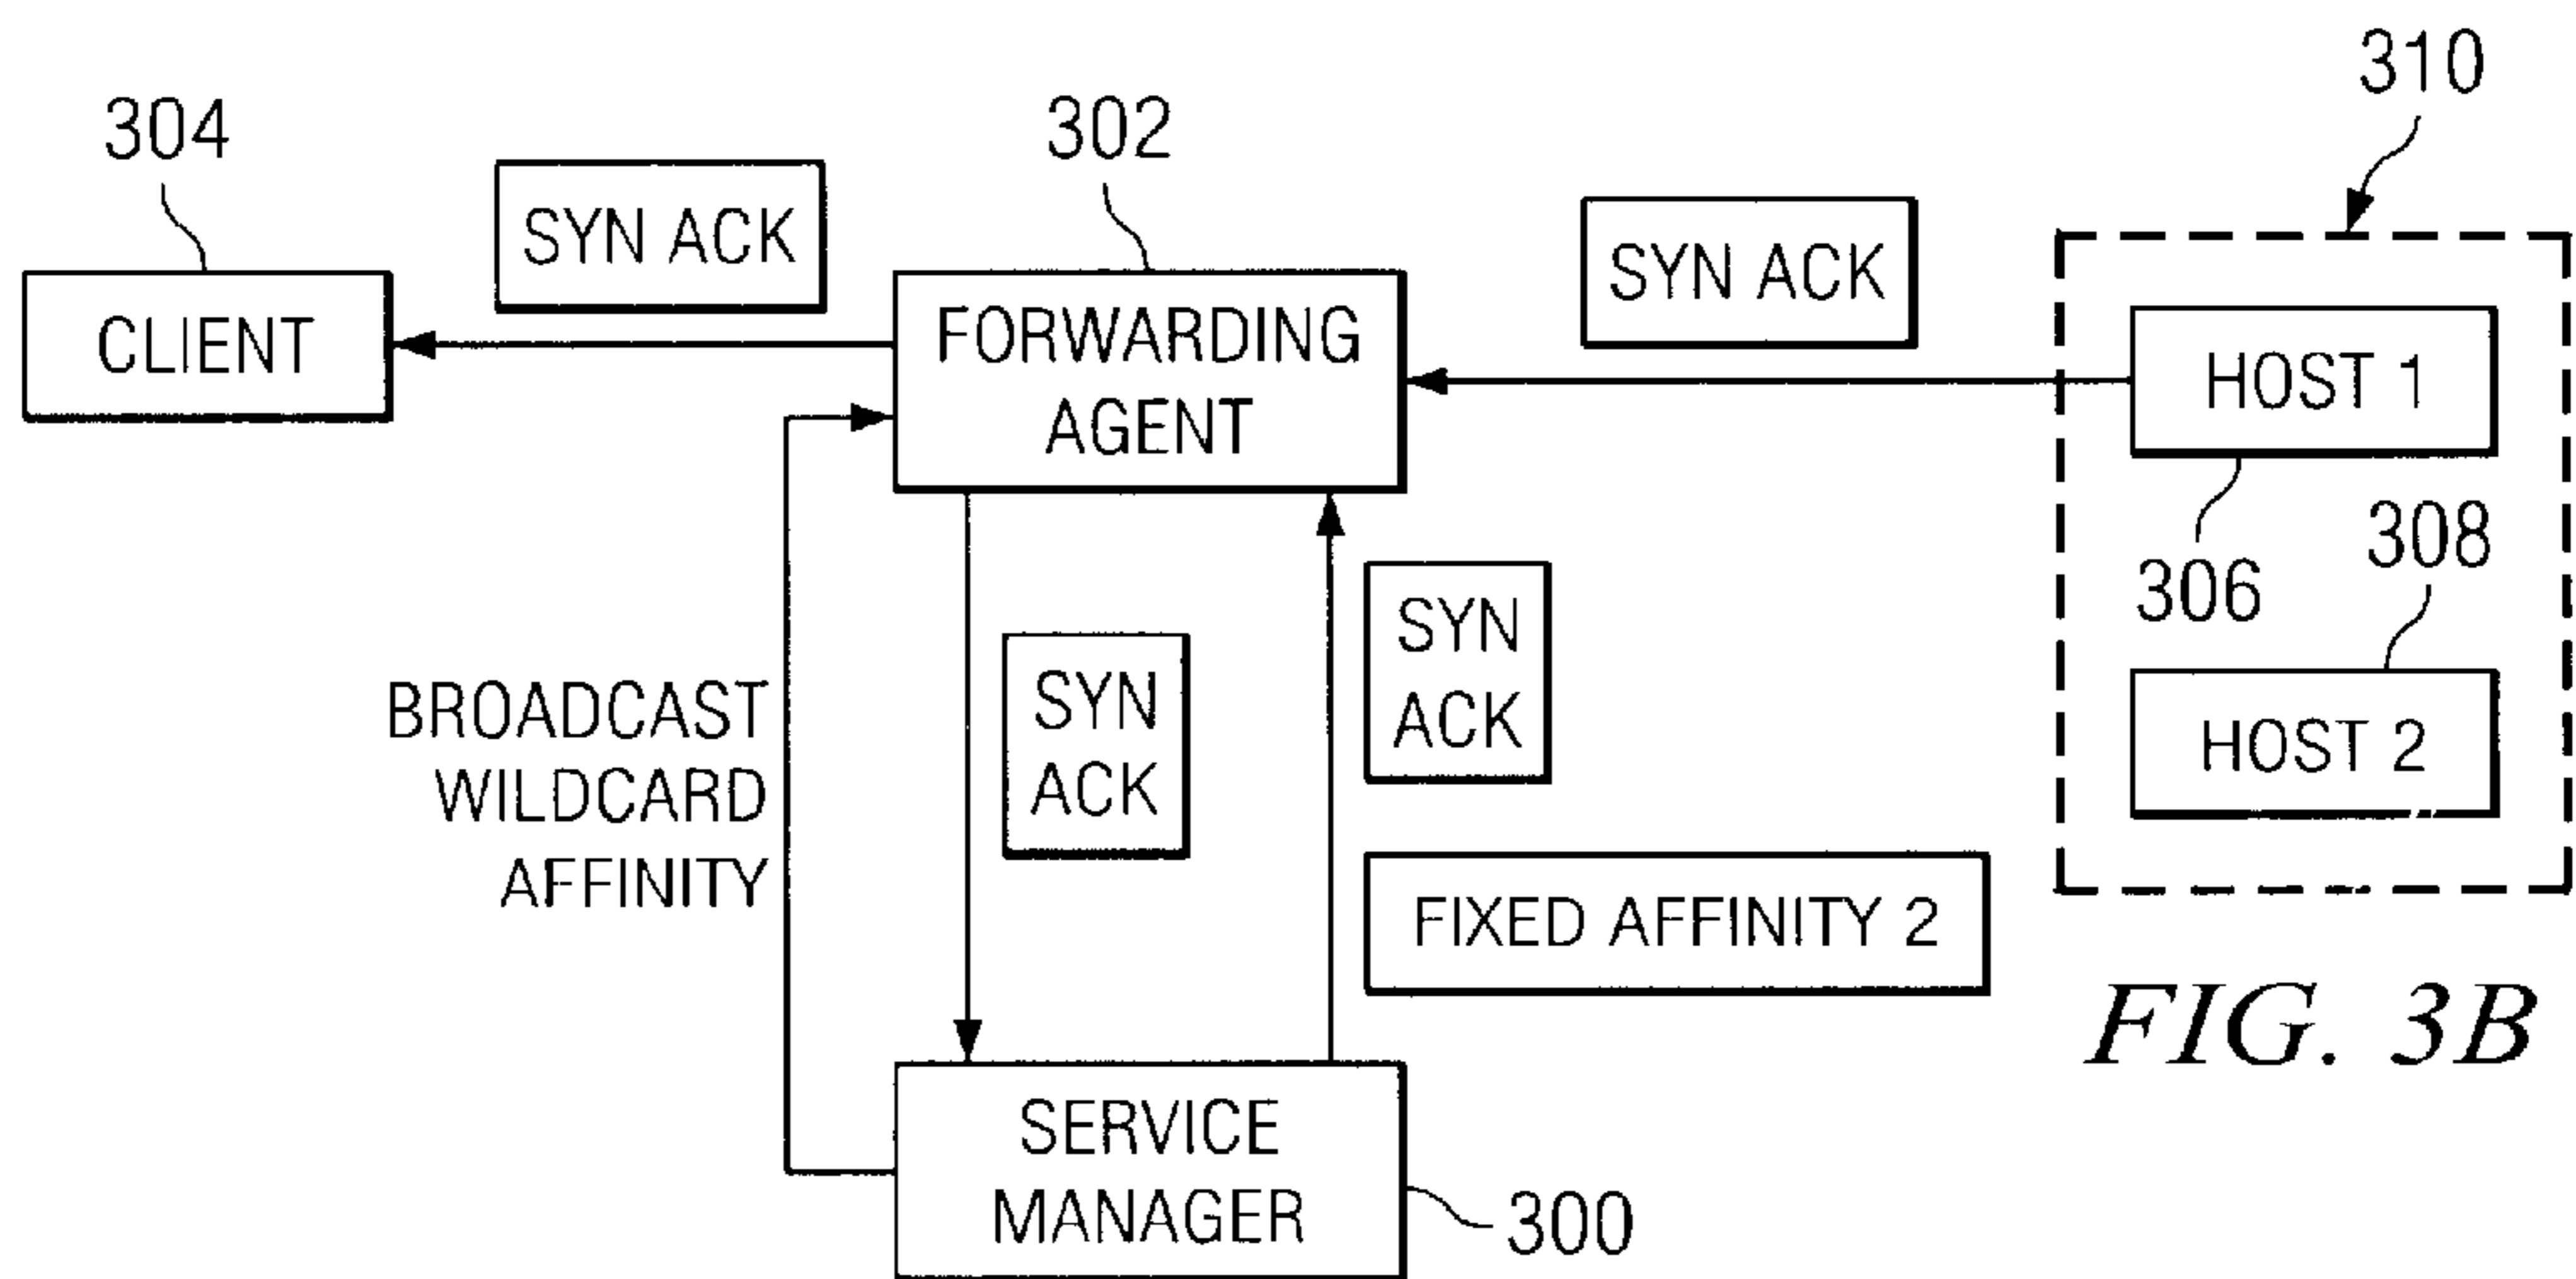 310
304
302
SYN ACK
SYN ACK
CLIENT
FORWARDING
AGENT
HOST 1
306
308
SYN
ACK
SYN
ACK
BROADCAST
WILDCARD
AFFINITY
HOST 2
FIXED AFFINITY 2
FIG. 3B
SERVICE
MANAGER
300